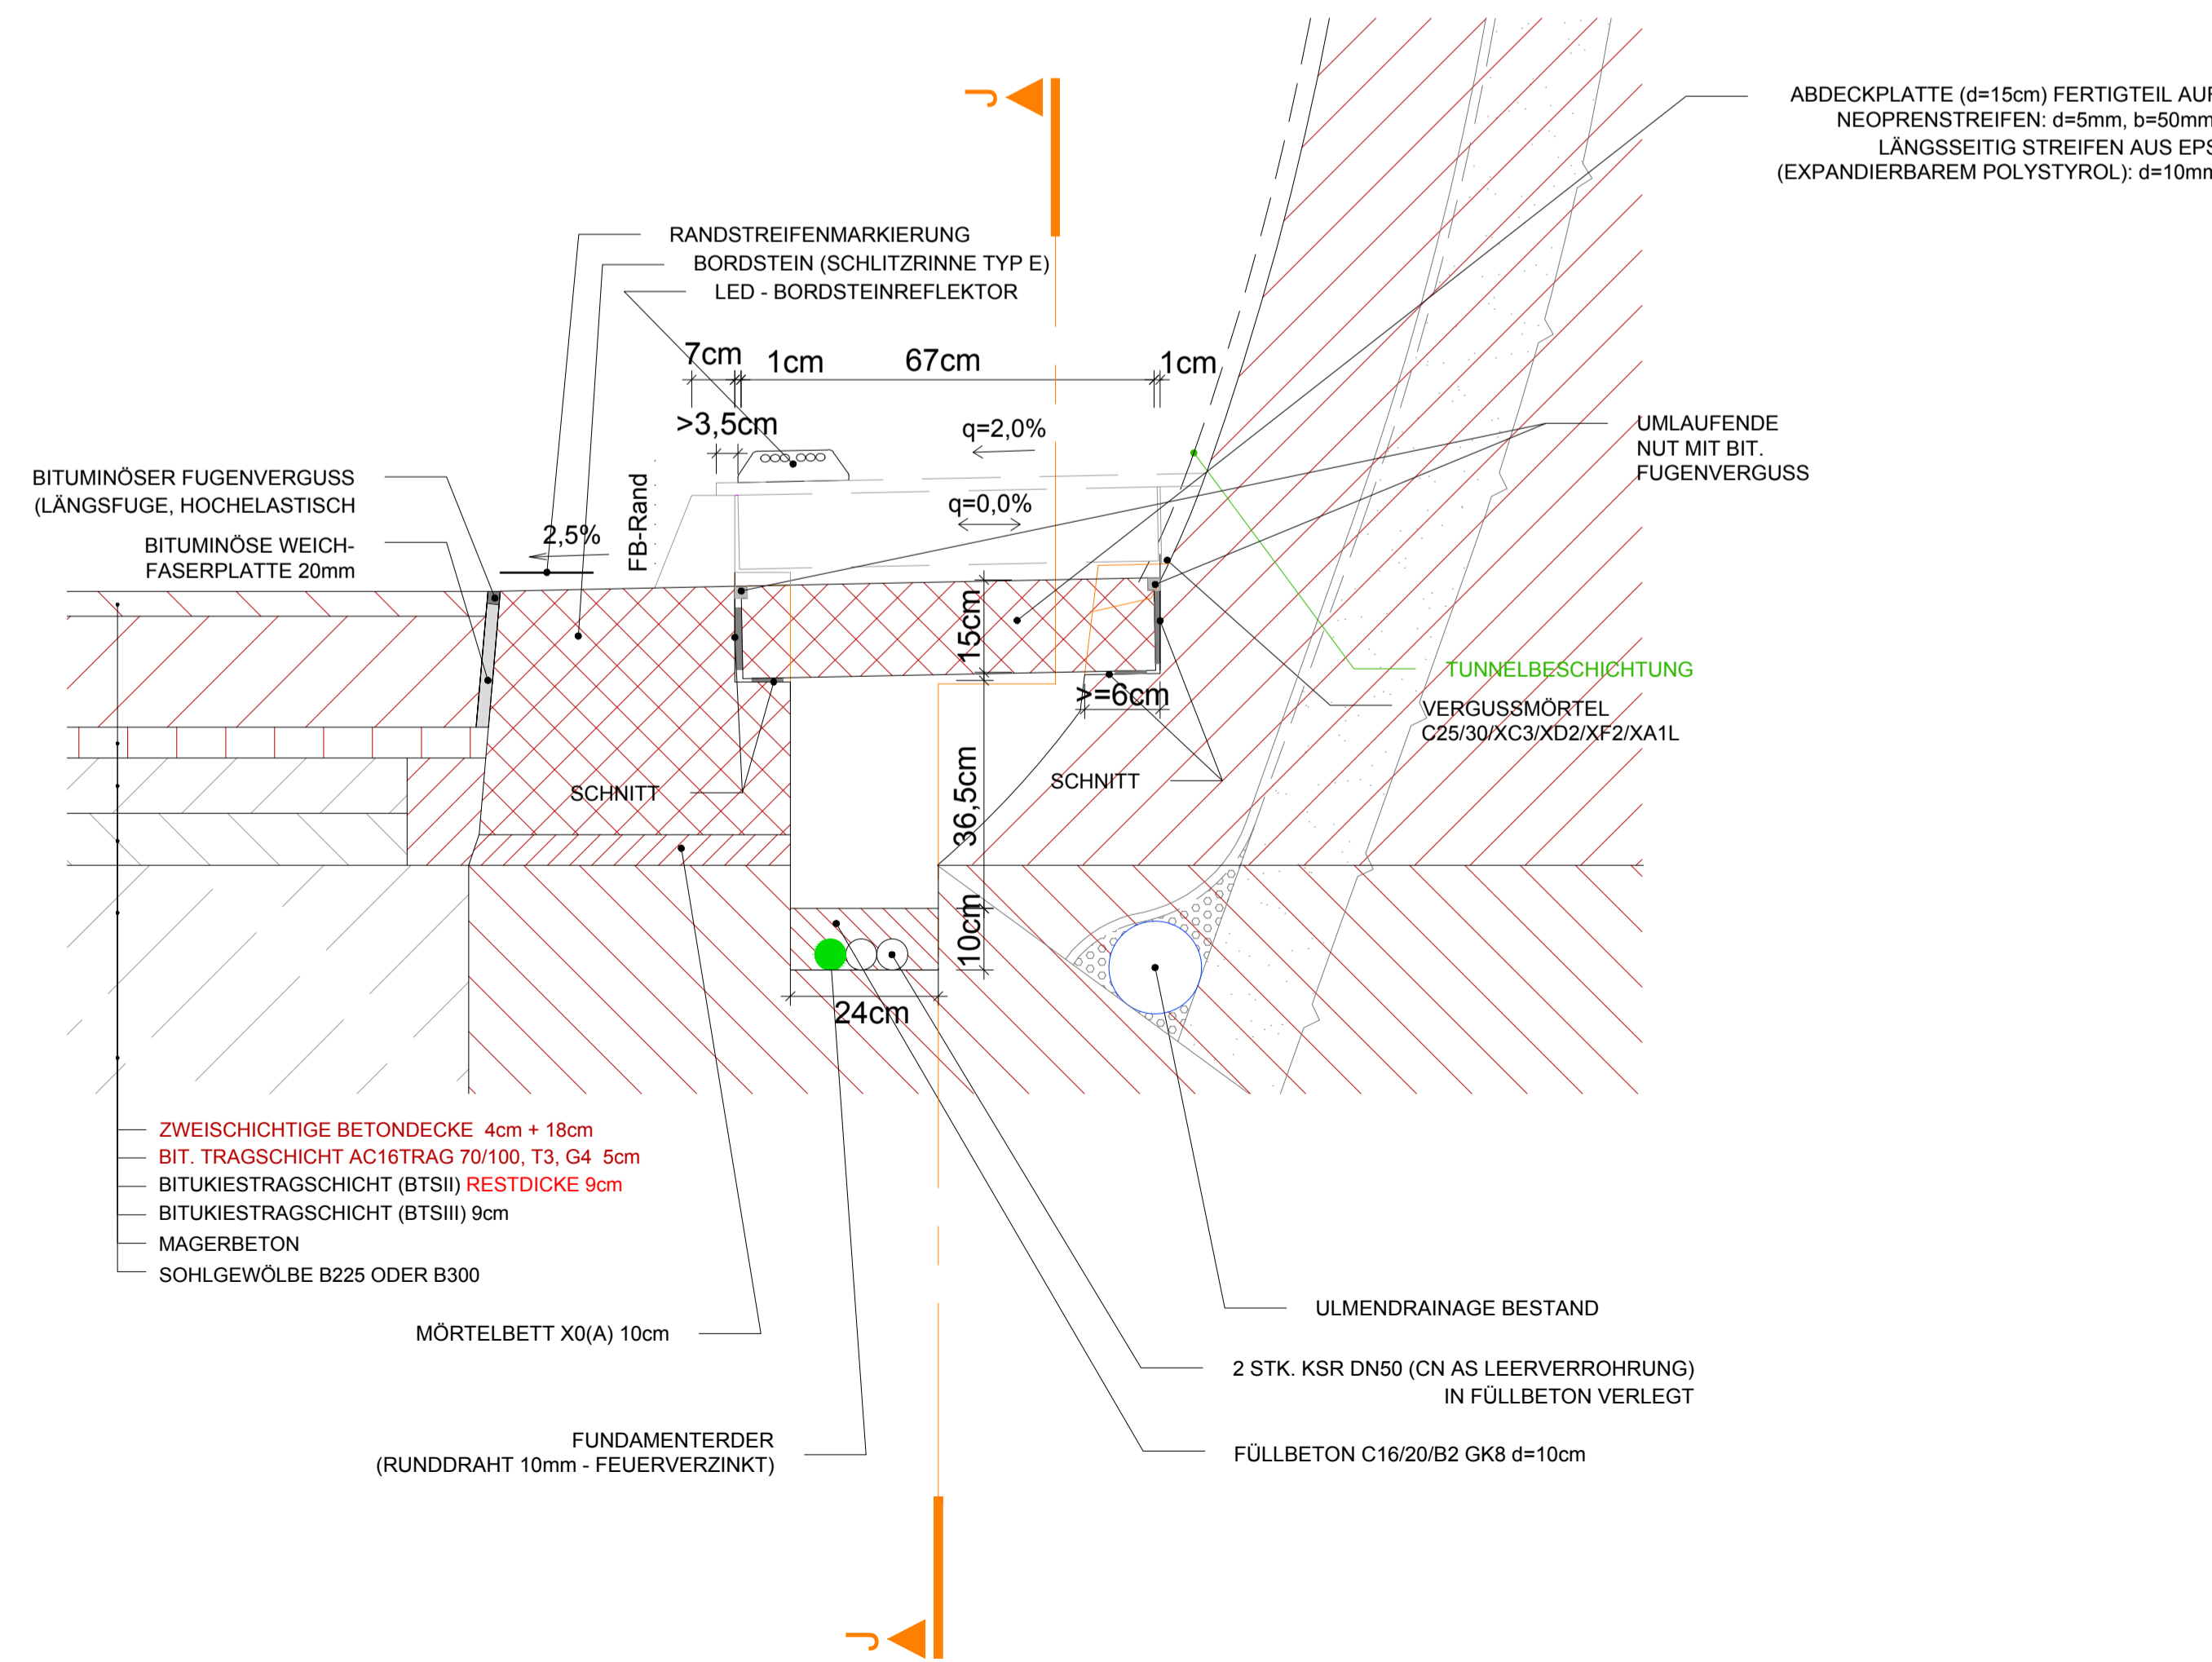 J
ABDECKPLATTE (d=15cm) FERTIGTEIL AUF
NEOPRENSTREIFEN: d=5mm, b=50mm
LÄNGSSEITIG STREIFEN AUS EPS
(EXPANDIERBAREM POLYSTYROL): d=10mm
RANDSTREIFENMARKIERUNG
BORDSTEIN (SCHLITZRINNE TYP E)
LED - BORDSTEINREFLEKTOR
7cm
1cm
67cm
1cm
>3,5cm
q=2,0%
UMLAUFENDE
NUT MIT BIT.
FUGENVERGUSS
BITUMINÖSER FUGENVERGUSS
(LÄNGSFUGE, HOCHELASTISCH
FB-Rand
q=0,0%
2,5%
BITUMINÖSE WEICH-
FASERPLATTE 20mm
15cm
>=6cm
TUNNELBESCHICHTUNG
VERGUSSMÖRTEL
C25/30/XC3/XD2/XF2/XA1L
SCHNITT
SCHNITT
36,5cm
10cm
24cm
ZWEISCHICHTIGE BETONDECKE 4cm + 18cm
BIT. TRAGSCHICHT AC16TRAG 70/100, T3, G4 5cm
BITUKIESTRAGSCHICHT (BTSII) RESTDICKE 9cm
BITUKIESTRAGSCHICHT (BTSIII) 9cm
MAGERBETON
SOHLGEWÖLBE B225 ODER B300
MÖRTELBETT X0(A) 10cm
ULMENDRAINAGE BESTAND
2 STK. KSR DN50 (CN AS LEERVERROHRUNG)
IN FÜLLBETON VERLEGT
FUNDAMENTERDER
(RUNDDRAHT 10mm - FEUERVERZINKT)
FÜLLBETON C16/20/B2 GK8 d=10cm
J